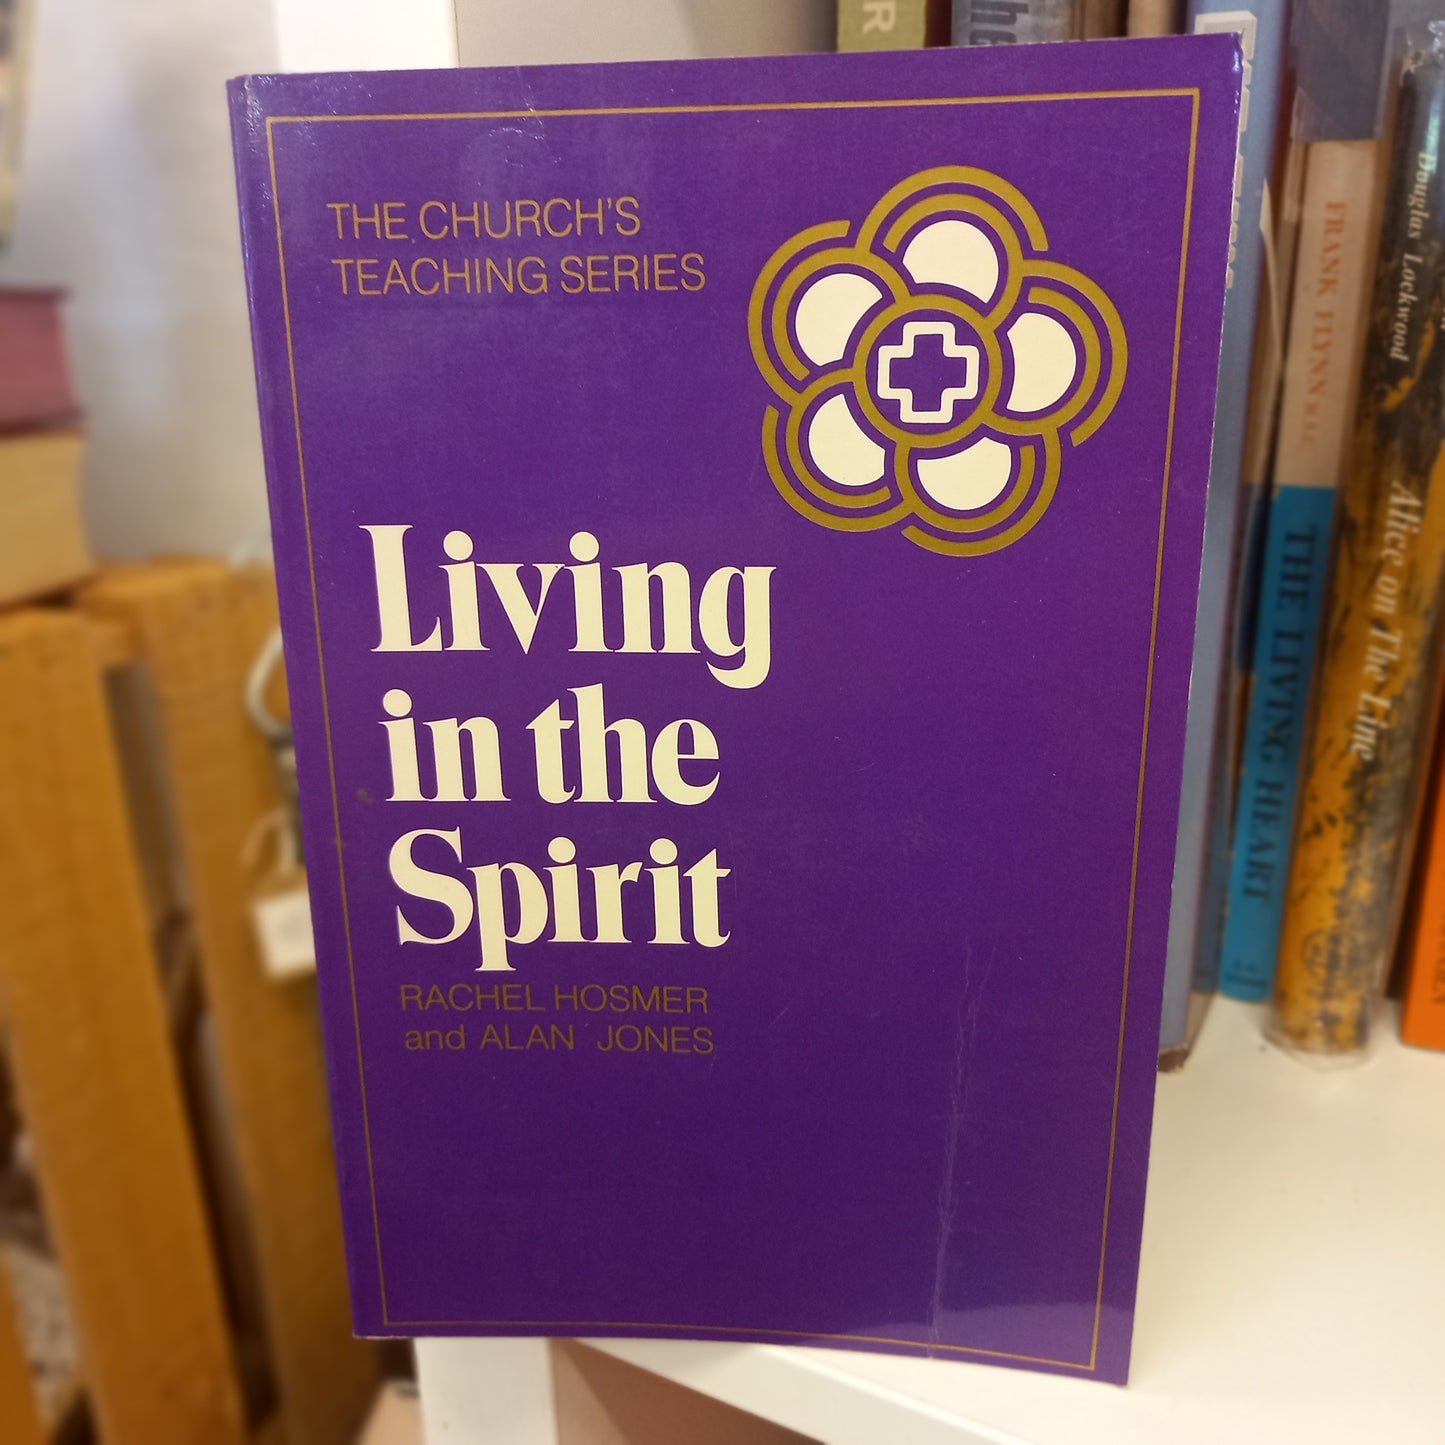 THE CHURCH'S
TEACHING SERIES
Living
in the
Spirit
RACHEL HOSMER
and ALAN JONES
FRANK FLYNN
THE LIVING HEART
Douglas Lockwood
Alice on The Line